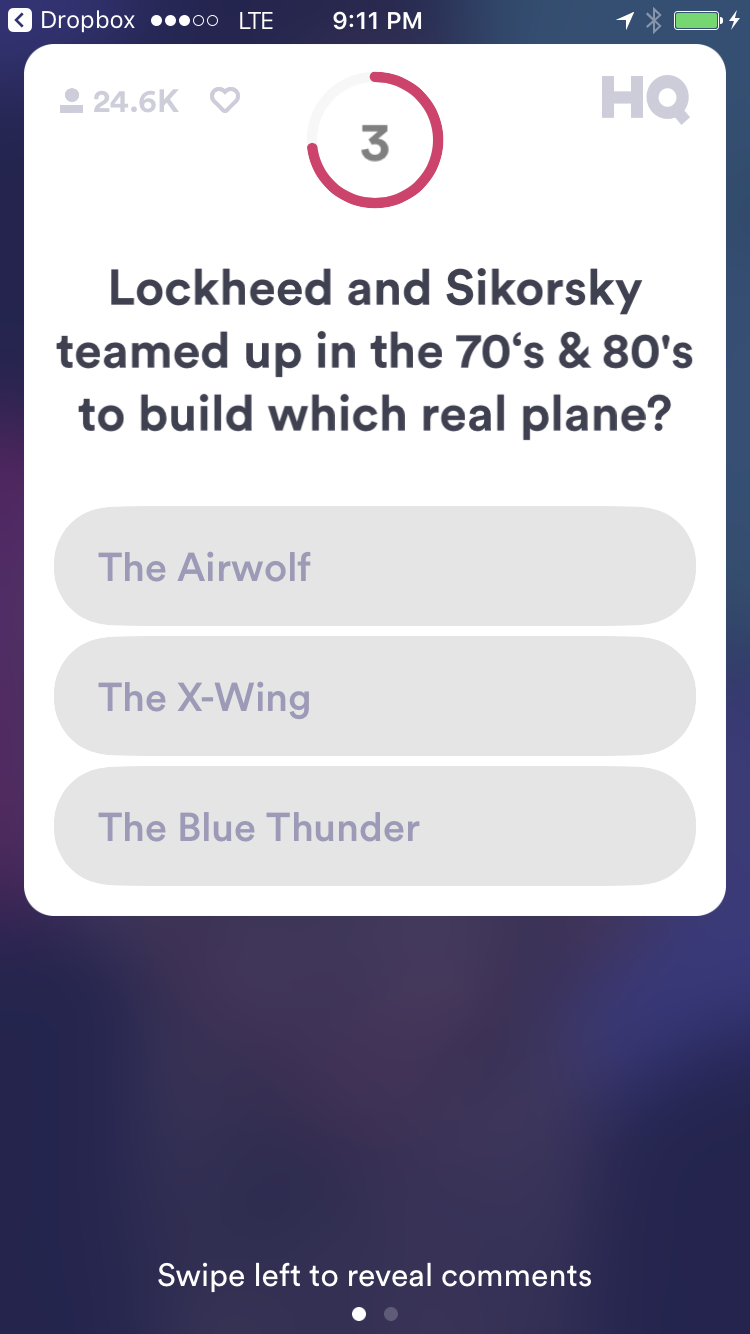 Dropbox LTE 9:11 PM
24.6K
HQ
3
Lockheed and Sikorsky
teamed up in the 70‘s & 80's
to build which real plane?
The Airwolf
The X-Wing
The Blue Thunder
Swipe left to reveal comments